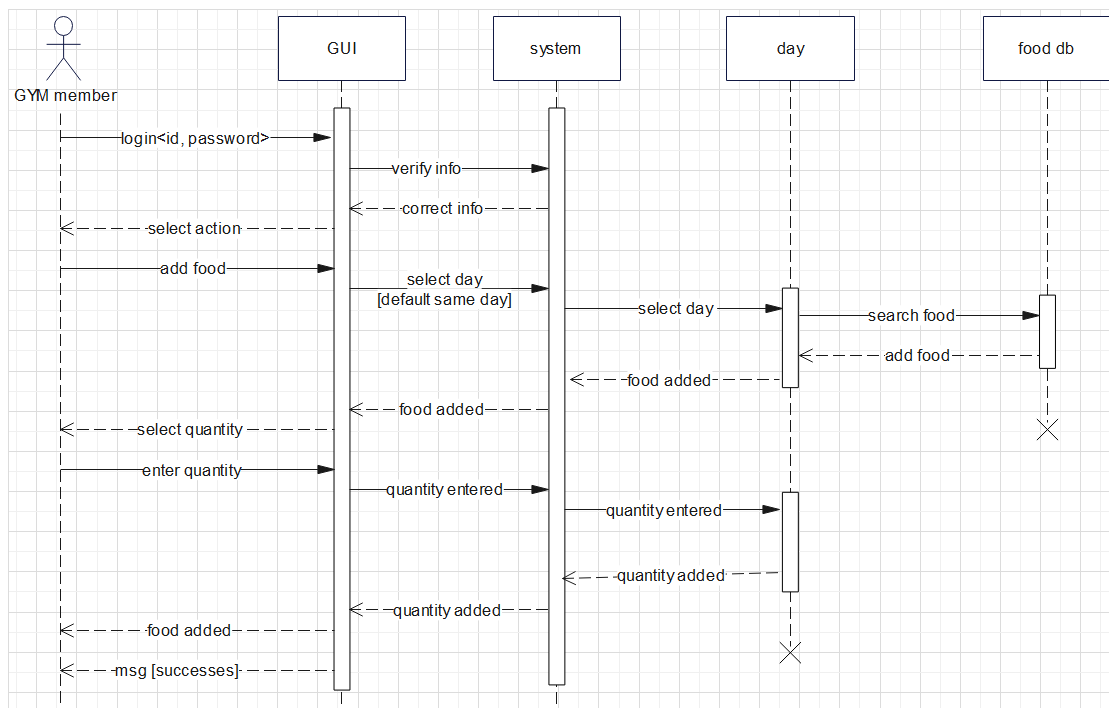 GUI
system
day
food db
GYM member
login<id, password>
verify info
correct info
select action
add food
select day
[default same day]
select day
search food
add food
food added
food added
select quantity
enter quantity
quantity entered
quantity entered
quantity added
quantity added
food added
msg [successes]